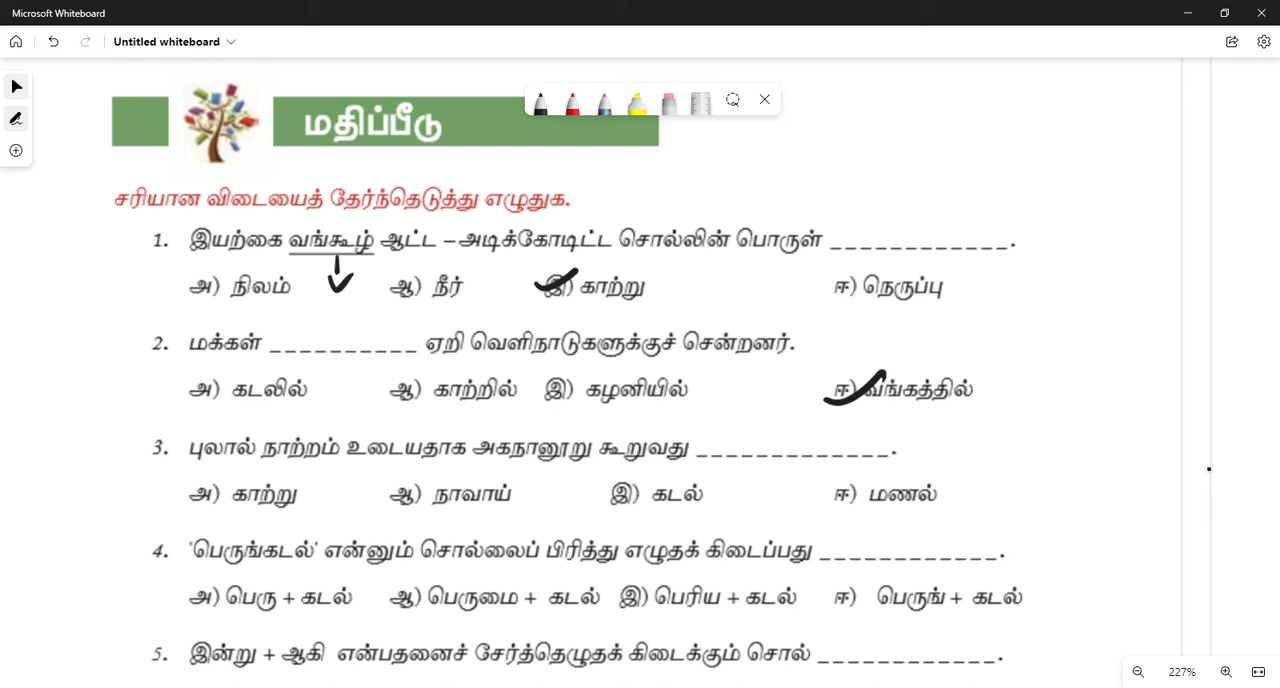 Microsoft Whiteboard
Untitled whiteboard
மதிப்பீடு
சரியான விடையைத் தேர்ந்தெடுத்து எழுதுக.
1. இயற்கை வங்கூழ் ஆட்ட – அடிக்கோடிட்ட சொல்லின் பொருள் ____________.
அ) நிலம் ஆ) நீர் இ) காற்று ஈ) நெருப்பு
2. மக்கள் __________ ஏறி வெளிநாடுகளுக்குச் சென்றனர்.
அ) கடலில் ஆ) காற்றில் இ) கழனியில் ஈ) வங்கத்தில்
3. புலால் நாற்றம் உடையதாக அகநானூறு கூறுவது _____________.
அ) காற்று ஆ) நாவாய் இ) கடல் ஈ) மணல்
4. 'பெருங்கடல்' என்னும் சொல்லைப் பிரித்து எழுதக் கிடைப்பது ____________.
அ) பெரு + கடல் ஆ) பெருமை + கடல் இ) பெரிய + கடல் ஈ) பெருங் + கடல்
5. இன்று + ஆகி என்பதனைச் சேர்த்தெழுதக் கிடைக்கும் சொல் ____________.
227%